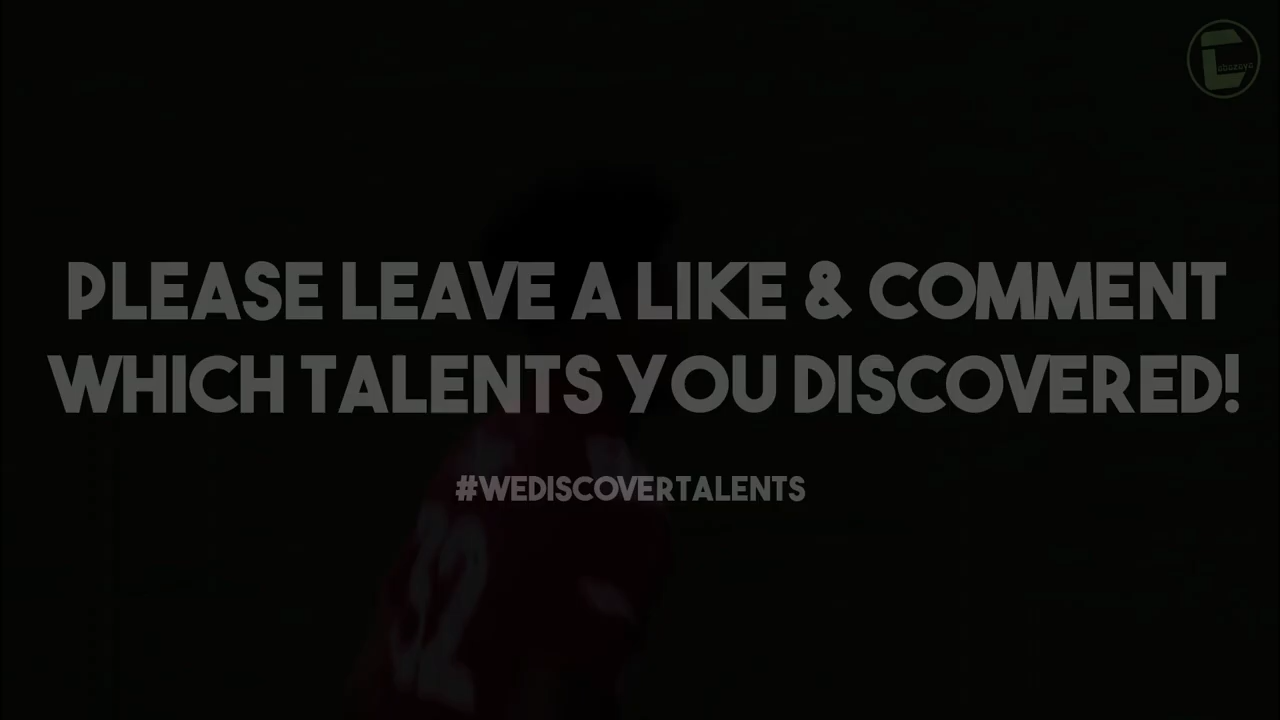 PLEASE LEAVE A LIKE & COMMENT
WHICH TALENTS YOU DISCOVERED!
#WEDISCOVERTALENTS